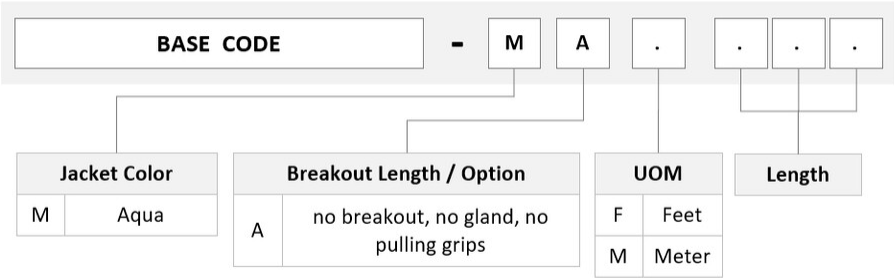 BASE CODE - M A . . . .
Jacket Color
M Aqua
Breakout Length / Option
A no breakout, no gland, no
pulling grips
UOM
F Feet
M Meter
Length